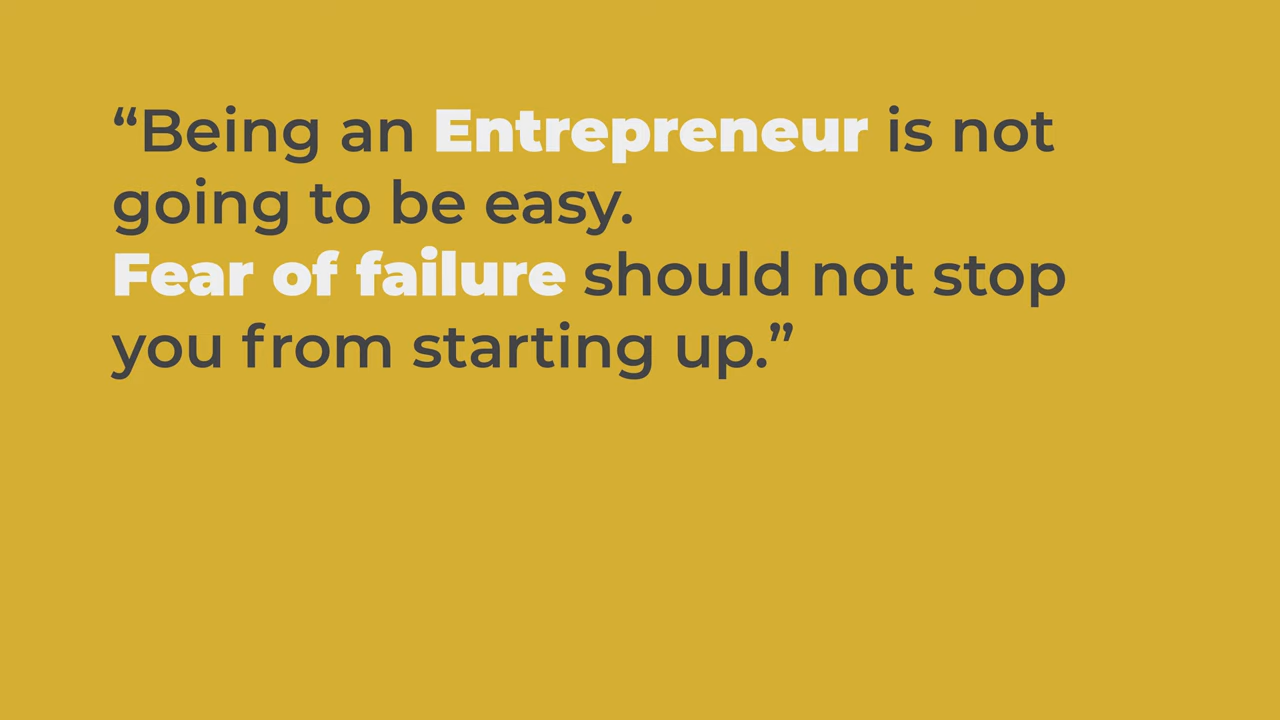 “Being an Entrepreneur is not
going to be easy.
Fear of failure should not stop
you from starting up.”